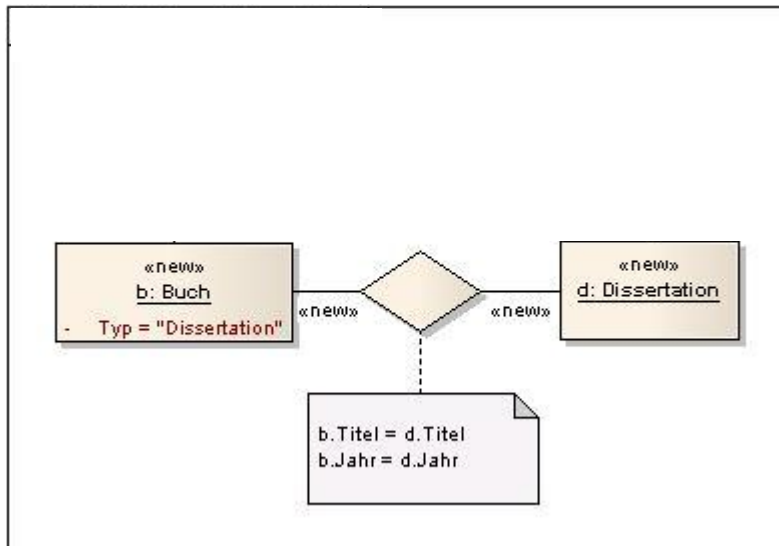 «new»
b: Buch
- Typ = "Dissertation"
«new»
«new»
«new»
d: Dissertation
b.Titel = d.Titel
b.Jahr = d.Jahr